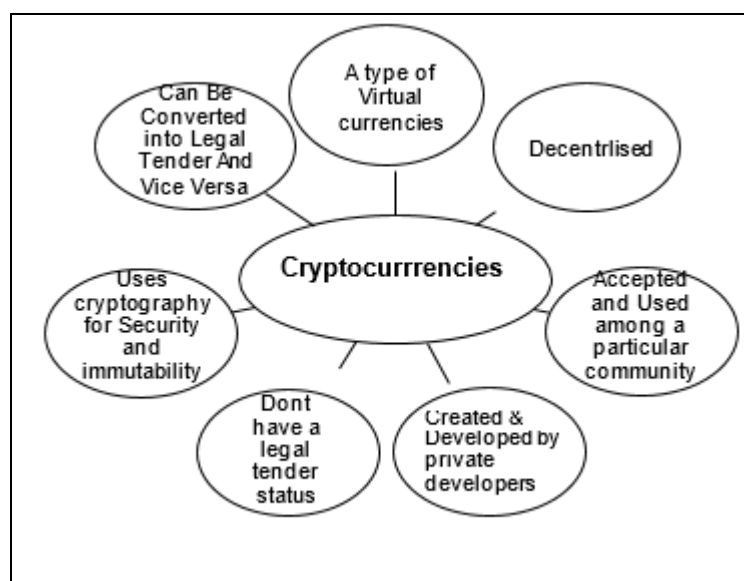 A type of
Virtual
currencies
Can Be
Converted
into Legal
Tender And
Vice Versa
Decentrlised
Cryptocurrrencies
Uses
cryptography
for Security
and
immutability
Accepted
and Used
among a
particular
community
Dont
have a
legal
tender
status
Created &
Developed by
private
developers